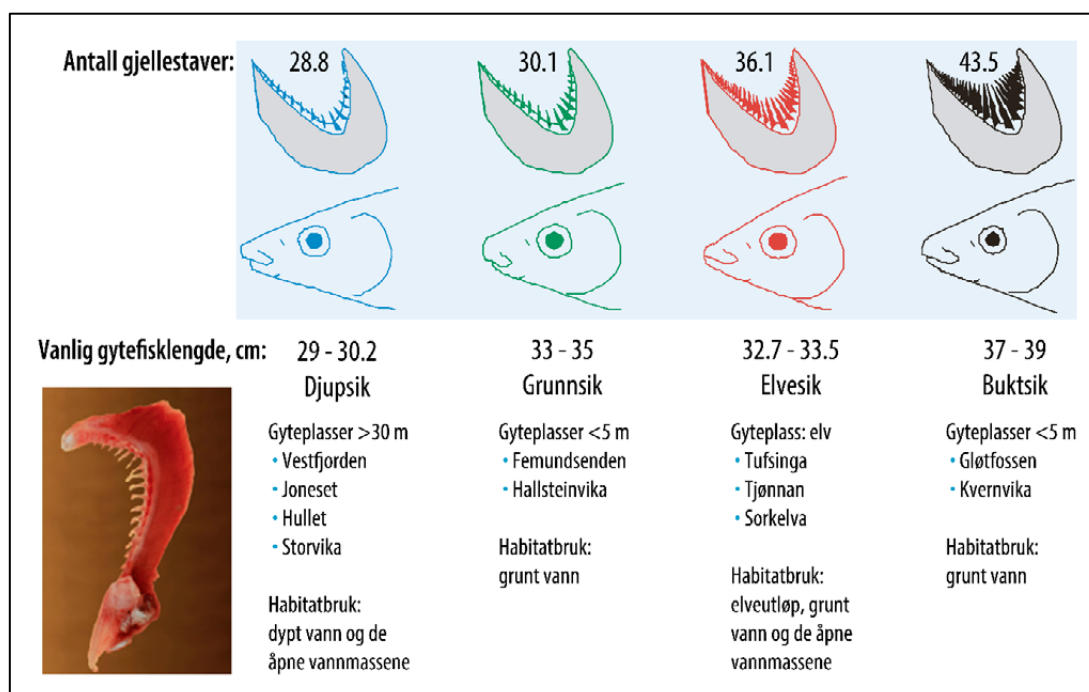 Antall gjellestaver:
28.8
30.1
36.1
43.5
Vanlig gytefisklengde, cm:
29 - 30.2
33 - 35
32.7 - 33.5
37 - 39
Djupsik
Grunnsik
Elvesik
Buktsik
Gyteplasser >30 m
• Vestfjorden
• Joneset
• Hullet
• Storvika
Habitatbruk:
dypt vann og de
åpne vannmassene
Gyteplasser <5 m
• Femundsenden
• Hallsteinvika
Habitatbruk:
grunt vann
Gyteplass: elv
• Tufsinga
• Tjønnan
• Sorkelva
Habitatbruk:
elveutløp, grunt
vann og de åpne
vannmassene
Gyteplasser <5 m
• Gløtfossen
• Kvernvika
Habitatbruk:
grunt vann